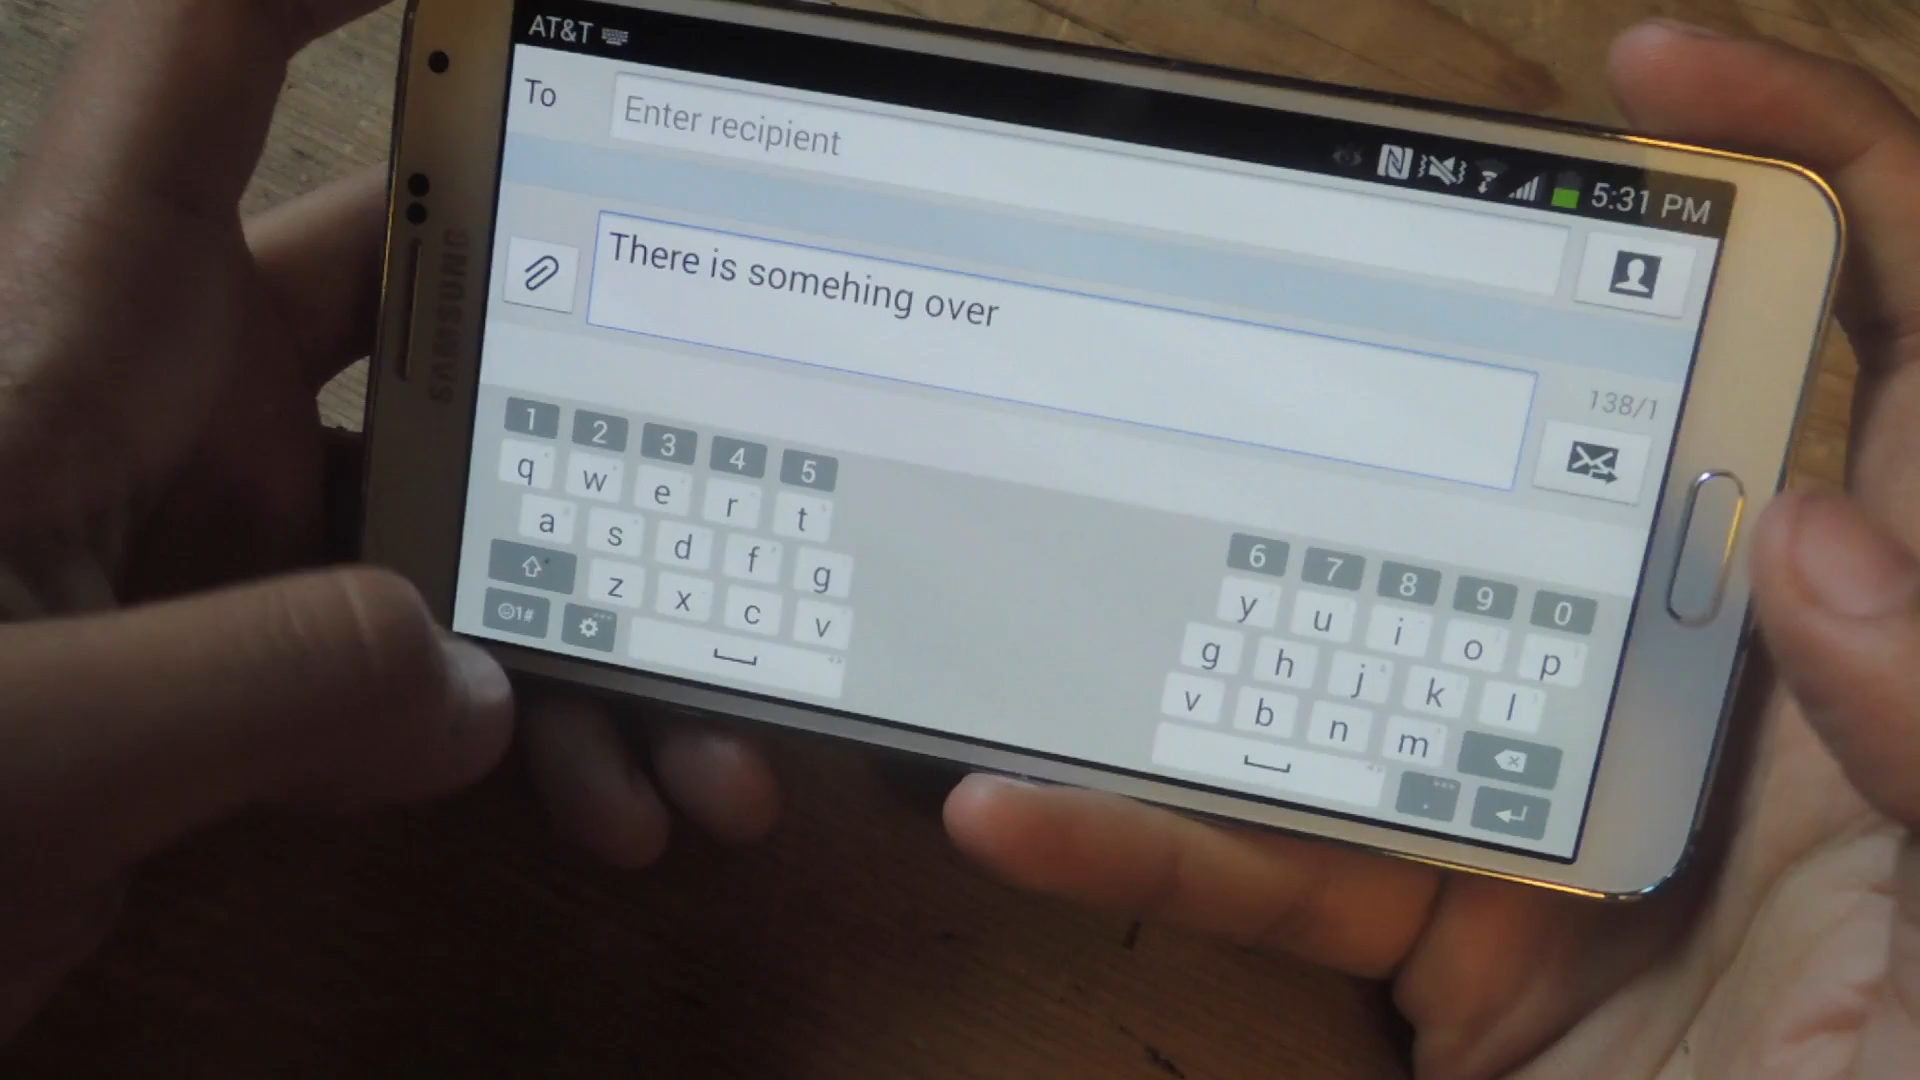 AT&T
5:31 PM
To
Enter recipient
There is somehing over
138/1
SAMSUNG
1 2 3 4 5
q w e r t
a s d f g
z x c v
1#
6 7 8 9 0
y u i o p
g h j k l
v b n m
.